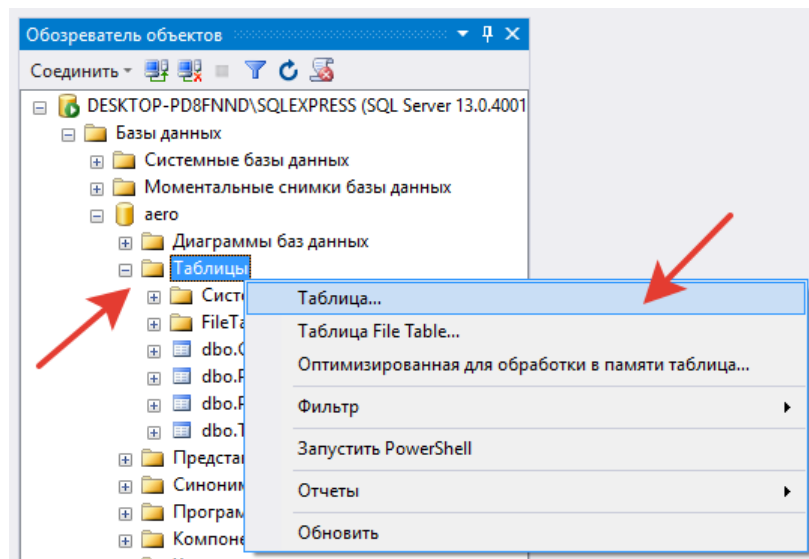 Обозреватель объектов
Соединить
DESKTOP-PD8FNND\SQLEXPRESS (SQL Server 13.0.4001
Базы данных
Системные базы данных
Моментальные снимки базы данных
aero
Диаграммы баз данных
Таблицы
Таблица...
Таблица File Table...
Оптимизированная для обработки в памяти таблица...
Фильтр
Запустить PowerShell
Отчеты
Обновить